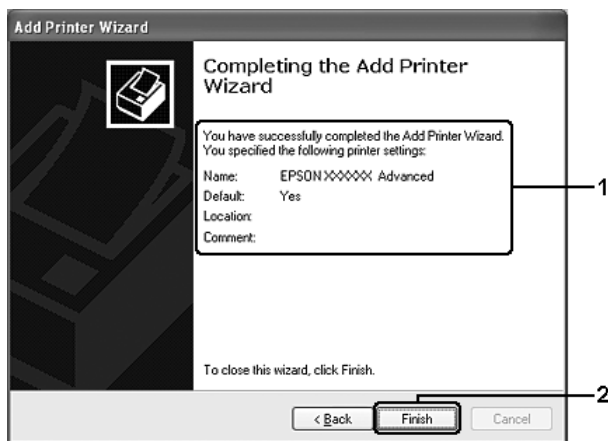 Add Printer Wizard
Completing the Add Printer
Wizard
You have successfully completed the Add Printer Wizard.
You specified the following printer settings:
Name: EPSON XXXXXX Advanced
Default: Yes
Location:
Comment:
1
To close this wizard, click Finish.
2
< Back Finish Cancel